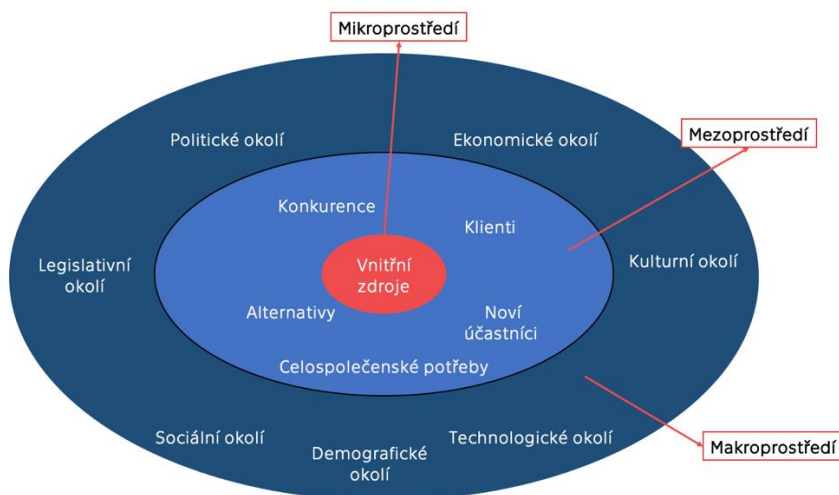 Mikroprostředí
Politické okolí
Ekonomické okolí
Mezoprostředí
Konkurence
Klienti
Legislativní
okolí
Vnitřní
zdroje
Kulturní okolí
Alternativy
Noví
účastníci
Celospolečenské potřeby
Sociální okolí
Demografické
okolí
Technologické okolí
Makroprostředí